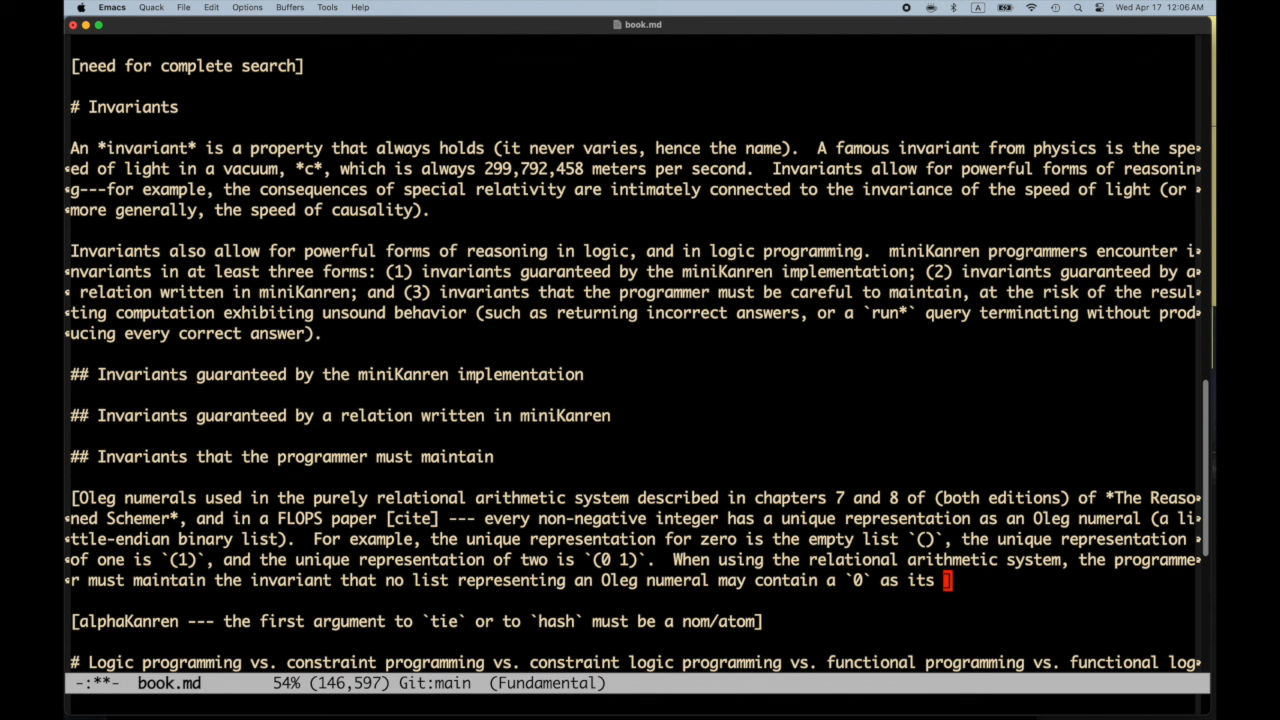 Emacs Quack File Edit Options Buffers Tools Help A Wed Apr 17 12:06 AM
book.md
[need for complete search]
# Invariants
An *invariant* is a property that always holds (it never varies, hence the name).  A famous invariant from physics is the spe
ed of light in a vacuum, *c*, which is always 299,792,458 meters per second.  Invariants allow for powerful forms of reasonin
g---for example, the consequences of special relativity are intimately connected to the invariance of the speed of light (or
more generally, the speed of causality).
Invariants also allow for powerful forms of reasoning in logic, and in logic programming.  miniKanren programmers encounter i
nvariants in at least three forms: (1) invariants guaranteed by the miniKanren implementation; (2) invariants guaranteed by a
 relation written in miniKanren; and (3) invariants that the programmer must be careful to maintain, at the risk of the resul
ting computation exhibiting unsound behavior (such as returning incorrect answers, or a `run*` query terminating without prod
ucing every correct answer).
## Invariants guaranteed by the miniKanren implementation
## Invariants guaranteed by a relation written in miniKanren
## Invariants that the programmer must maintain
[Oleg numerals used in the purely relational arithmetic system described in chapters 7 and 8 of (both editions) of *The Reaso
ned Schemer*, and in a FLOPS paper [cite] --- every non-negative integer has a unique representation as an Oleg numeral (a li
ttle-endian binary list).  For example, the unique representation for zero is the empty list `()`, the unique representation
of one is `(1)`, and the unique representation of two is `(0 1)`.  When using the relational arithmetic system, the programme
r must maintain the invariant that no list representing an Oleg numeral may contain a `0` as its ]
[alphaKanren --- the first argument to `tie` or to `hash` must be a nom/atom]
# Logic programming vs. constraint programming vs. constraint logic programming vs. functional programming vs. functional log
-:**-  book.md        54% (146,597) Git:main  (Fundamental)